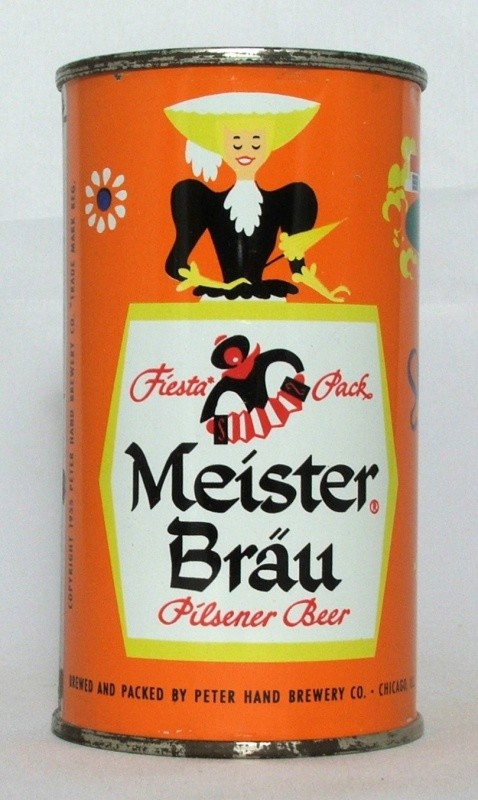 Fiesta* Pack
Meister®
Bräu
Pilsener Beer
BREWED AND PACKED BY PETER HAND BREWERY CO. · CHICAGO,
COPYRIGHT 1955 PETER HAND BREWERY CO. *TRADE MARK REG.